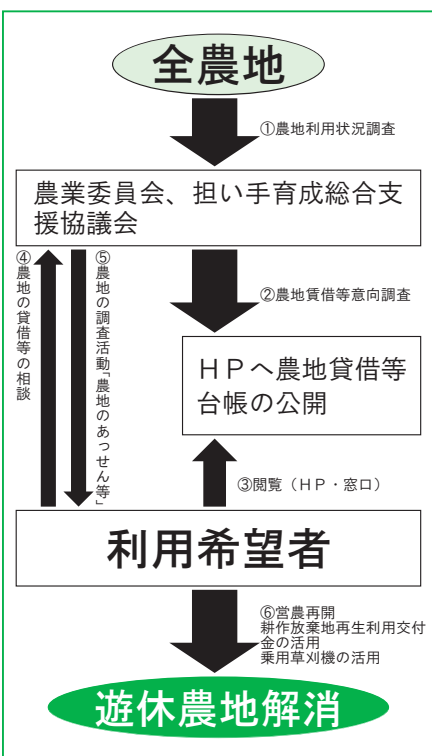 全農地
①農地利用状況調査
農業委員会、担い手育成総合支
援協議会
④農地の貸借等の相談
⑤農地の調査活動「農地のあっせん等」
②農地賃借等意向調査
HPへ農地貸借等
台帳の公開
③閲覧（HP・窓口）
利用希望者
⑥営農再開
耕作放棄地再生利用交付
金の活用
乗用草刈機の活用
遊休農地解消